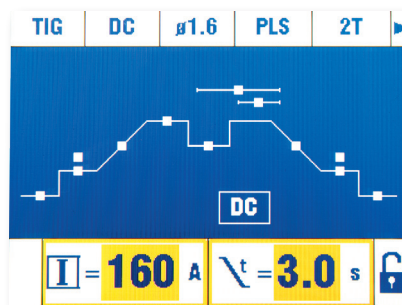 TIG DC ø1.6 PLS 2T
DC
I = 160 A t = 3.0 s